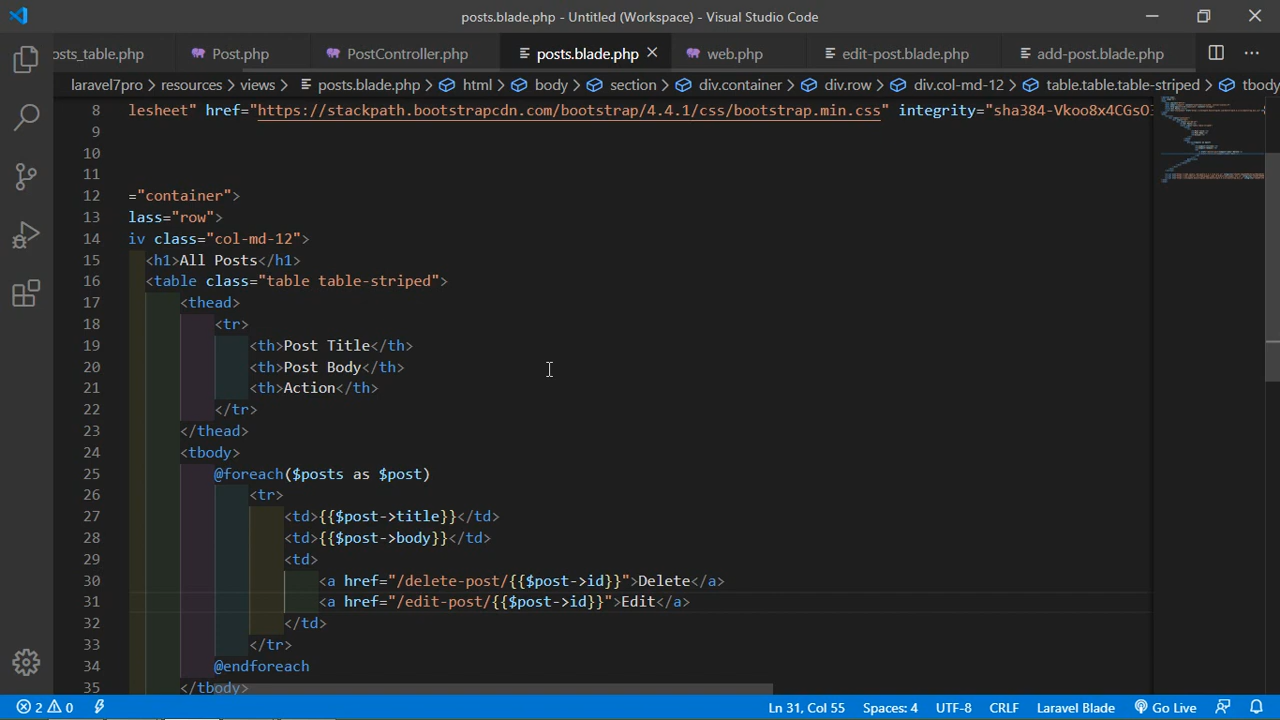 posts.blade.php - Untitled (Workspace) - Visual Studio Code
osts_table.php Post.php PostController.php posts.blade.php web.php edit-post.blade.php add-post.blade.php
laravel7pro > resources > views > posts.blade.php > html > body > section > div.container > div.row > div.col-md-12 > table.table.table-striped > tbody
8 lesheet" href="https://stackpath.bootstrapcdn.com/bootstrap/4.4.1/css/bootstrap.min.css" integrity="sha384-Vkoo8x4CGsO
9
10
11
12 ="container">
13 lass="row">
14 iv class="col-md-12">
15 <h1>All Posts</h1>
16 <table class="table table-striped">
17 <thead>
18 <tr>
19 <th>Post Title</th>
20 <th>Post Body</th>
21 <th>Action</th>
22 </tr>
23 </thead>
24 <tbody>
25 @foreach($posts as $post)
26 <tr>
27 <td>{{$post->title}}</td>
28 <td>{{$post->body}}</td>
29 <td>
30 <a href="/delete-post/{{$post->id}}">Delete</a>
31 <a href="/edit-post/{{$post->id}}">Edit</a>
32 </td>
33 </tr>
34 @endforeach
35 </tbody>
2 0 Ln 31, Col 55 Spaces: 4 UTF-8 CRLF Laravel Blade Go Live